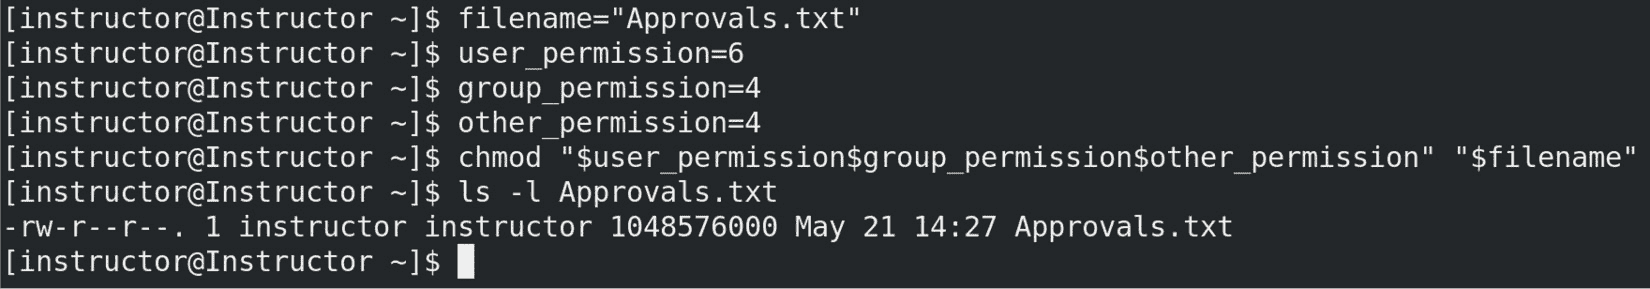 [instructor@Instructor ~]$ filename="Approvals.txt"
[instructor@Instructor ~]$ user_permission=6
[instructor@Instructor ~]$ group_permission=4
[instructor@Instructor ~]$ other_permission=4
[instructor@Instructor ~]$ chmod "$user_permission$group_permission$other_permission" "$filename"
[instructor@Instructor ~]$ ls -l Approvals.txt
-rw-r--r--. 1 instructor instructor 1048576000 May 21 14:27 Approvals.txt
[instructor@Instructor ~]$